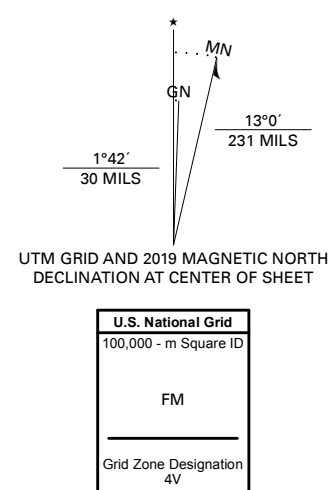 ★
MN
GN
13°0´
231 MILS
1°42´
30 MILS
UTM GRID AND 2019 MAGNETIC NORTH
DECLINATION AT CENTER OF SHEET
U.S. National Grid
100,000 - m Square ID
FM
Grid Zone Designation
4V